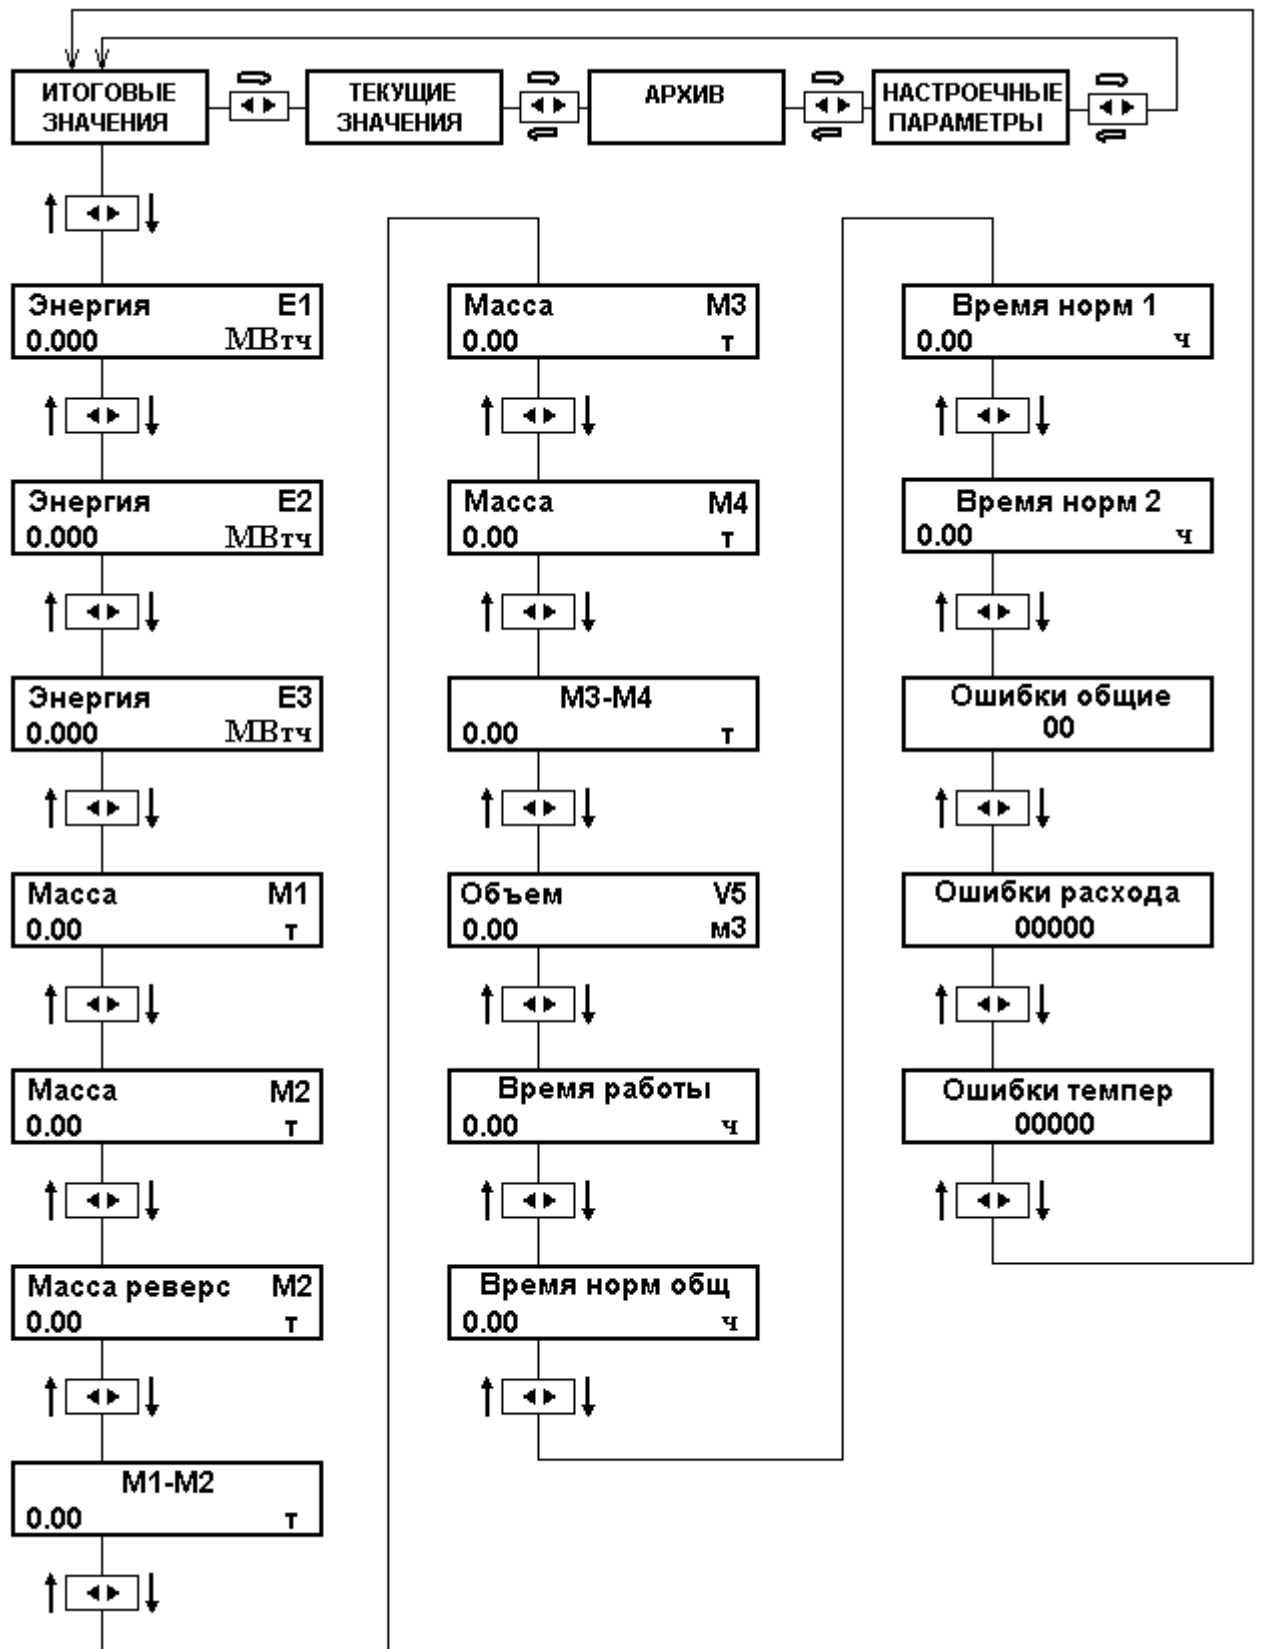 ИТОГОВЫЕ
ЗНАЧЕНИЯ
ТЕКУЩИЕ
ЗНАЧЕНИЯ
АРХИВ
НАСТРОЕЧНЫЕ
ПАРАМЕТРЫ
Энергия E1
0.000 МВтч
Энергия E2
0.000 МВтч
Энергия E3
0.000 МВтч
Масса M1
0.00 т
Масса M2
0.00 т
Масса реверс M2
0.00 т
M1-M2
0.00 т
Масса M3
0.00 т
Масса M4
0.00 т
M3-M4
0.00 т
Объем V5
0.00 м3
Время работы
0.00 ч
Время норм общ
0.00 ч
Время норм 1
0.00 ч
Время норм 2
0.00 ч
Ошибки общие
00
Ошибки расхода
00000
Ошибки темпер
00000